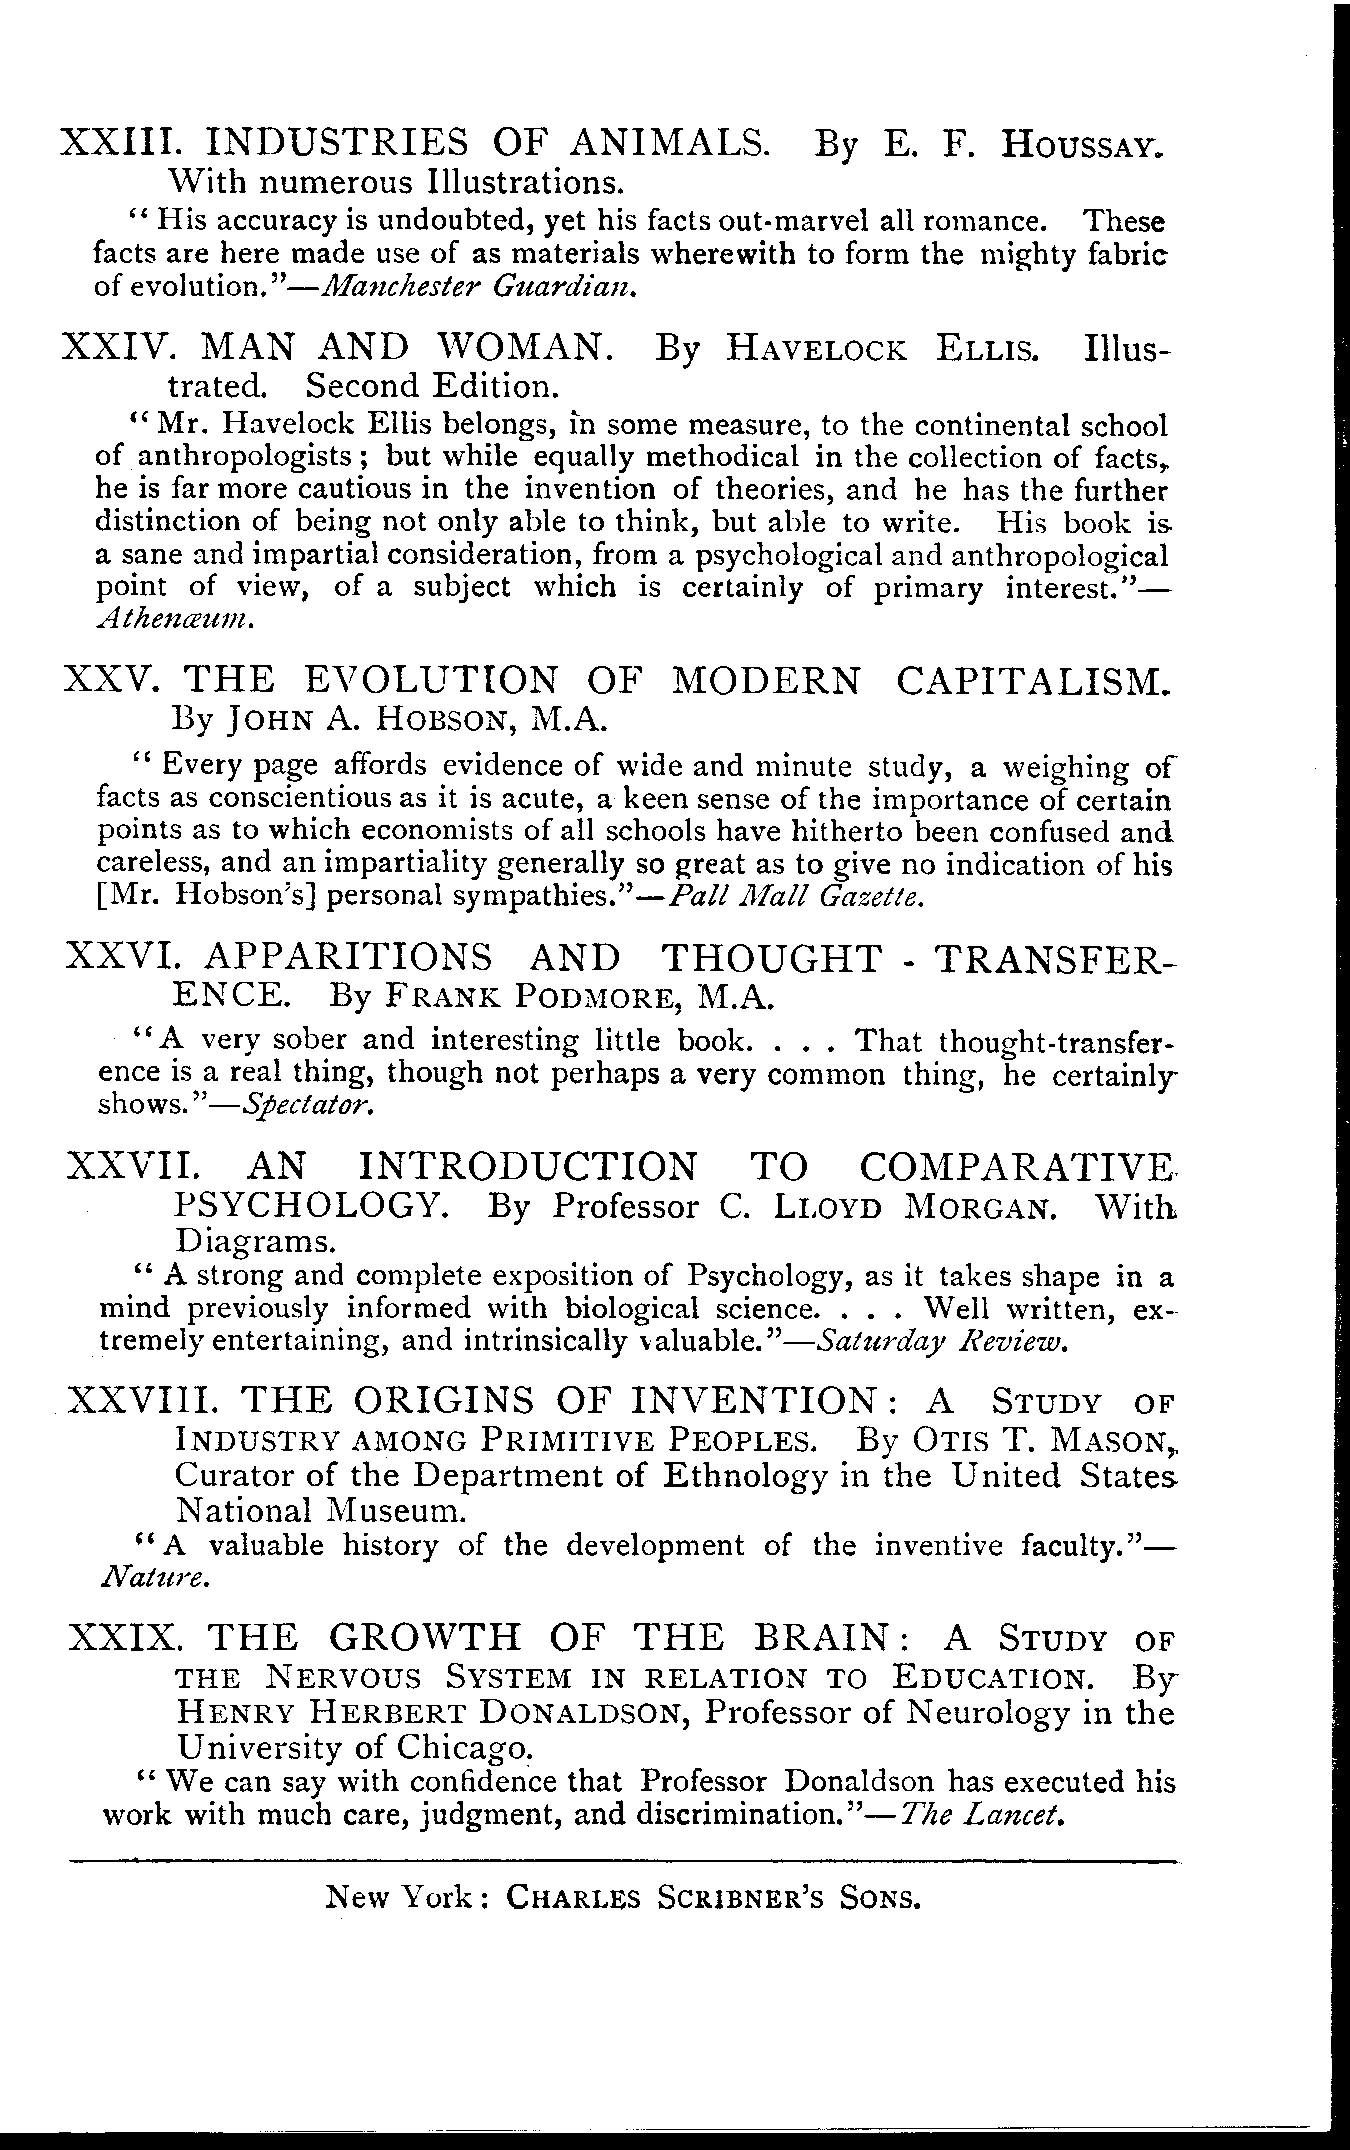 XXIII. INDUSTRIES OF ANIMALS. By E. F. HOUSSAY.
With numerous Illustrations.
“His accuracy is undoubted, yet his facts out-marvel all romance. These
facts are here made use of as materials wherewith to form the mighty fabric
of evolution.”—Manchester Guardian.
XXIV. MAN AND WOMAN. By HAVELOCK ELLIS. Illus-
trated. Second Edition.
“Mr. Havelock Ellis belongs, in some measure, to the continental school
of anthropologists; but while equally methodical in the collection of facts,
he is far more cautious in the invention of theories, and he has the further
distinction of being not only able to think, but able to write. His book is
a sane and impartial consideration, from a psychological and anthropological
point of view, of a subject which is certainly of primary interest.”—
Athenæum.
XXV. THE EVOLUTION OF MODERN CAPITALISM.
By JOHN A. HOBSON, M.A.
“Every page affords evidence of wide and minute study, a weighing of
facts as conscientious as it is acute, a keen sense of the importance of certain
points as to which economists of all schools have hitherto been confused and
careless, and an impartiality generally so great as to give no indication of his
[Mr. Hobson's] personal sympathies.”—Pall Mall Gazette.
XXVI. APPARITIONS AND THOUGHT - TRANSFER-
ENCE. By FRANK PODMORE, M.A.
“A very sober and interesting little book. . . . That thought-transfer-
ence is a real thing, though not perhaps a very common thing, he certainly
shows.”—Spectator.
XXVII. AN INTRODUCTION TO COMPARATIVE
PSYCHOLOGY. By Professor C. LLOYD MORGAN. With
Diagrams.
“A strong and complete exposition of Psychology, as it takes shape in a
mind previously informed with biological science. . . . Well written, ex-
tremely entertaining, and intrinsically valuable.”—Saturday Review.
XXVIII. THE ORIGINS OF INVENTION: A STUDY OF
INDUSTRY AMONG PRIMITIVE PEOPLES. By OTIS T. MASON,
Curator of the Department of Ethnology in the United States
National Museum.
“A valuable history of the development of the inventive faculty.”—
Nature.
XXIX. THE GROWTH OF THE BRAIN: A STUDY OF
THE NERVOUS SYSTEM IN RELATION TO EDUCATION. By
HENRY HERBERT DONALDSON, Professor of Neurology in the
University of Chicago.
“We can say with confidence that Professor Donaldson has executed his
work with much care, judgment, and discrimination.”—The Lancet.
New York: CHARLES SCRIBNER'S SONS.